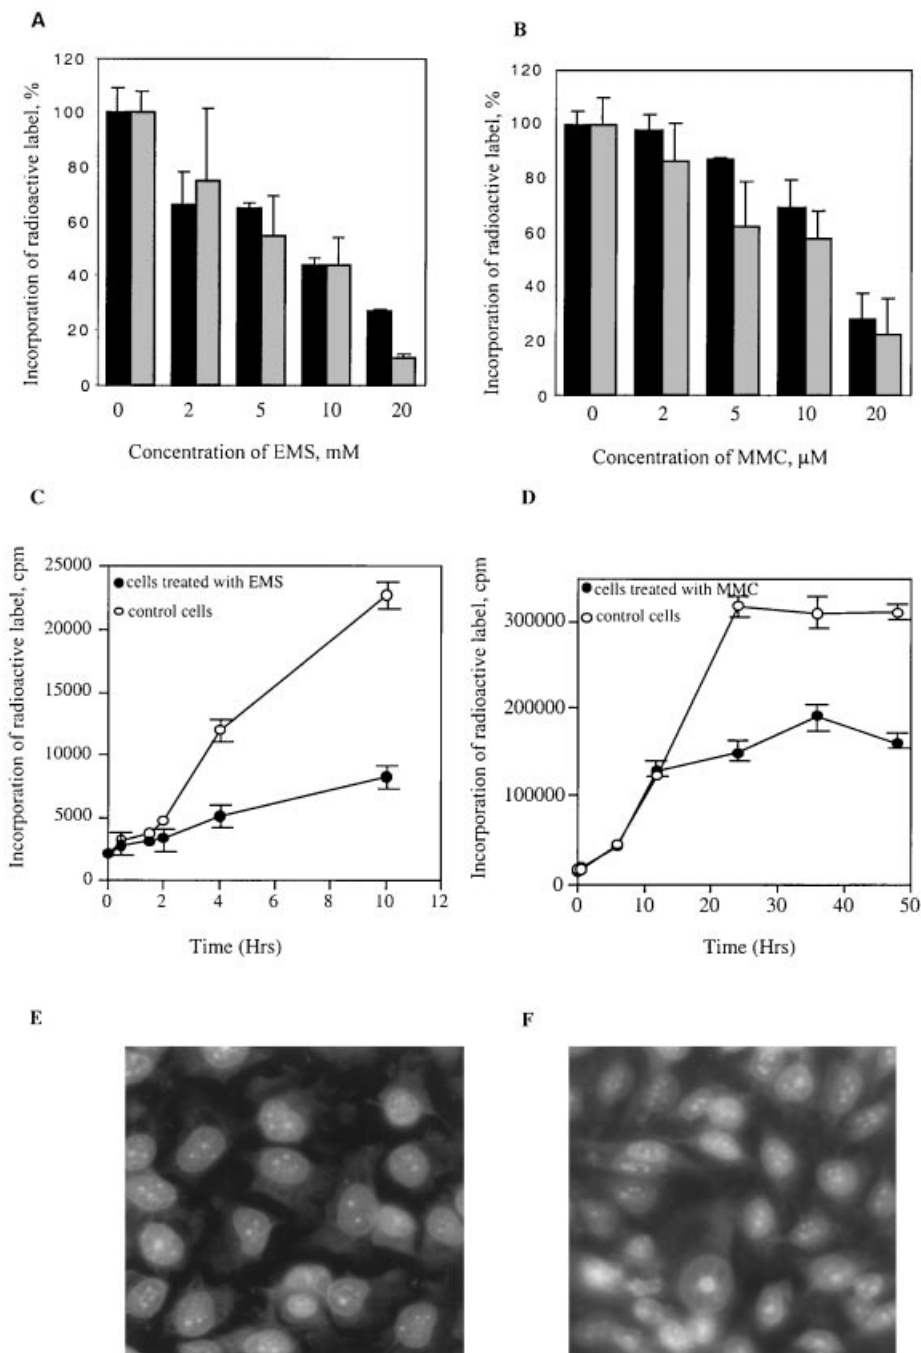 A
Incorporation of radioactive label, %
120
100
80
60
40
20
0
0 2 5 10 20
Concentration of EMS, mM
B
Incorporation of radioactive label, %
120
100
80
60
40
20
0
0 2 5 10 20
Concentration of MMC, μM
C
Incorporation of radioactive label, cpm
25000
20000
15000
10000
5000
0
cells treated with EMS
control cells
0 2 4 6 8 10 12
Time (Hrs)
D
Incorporation of radioactive label, cpm
300000
200000
100000
0
cells treated with MMC
control cells
0 10 20 30 40 50
Time (Hrs)
E
F